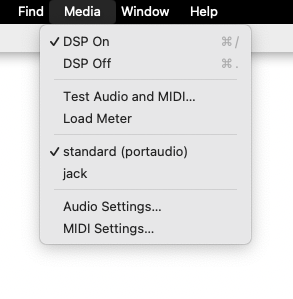 Find Media Window Help
✓ DSP On ⌘/
DSP Off ⌘.
Test Audio and MIDI...
Load Meter
✓ standard (portaudio)
jack
Audio Settings...
MIDI Settings...